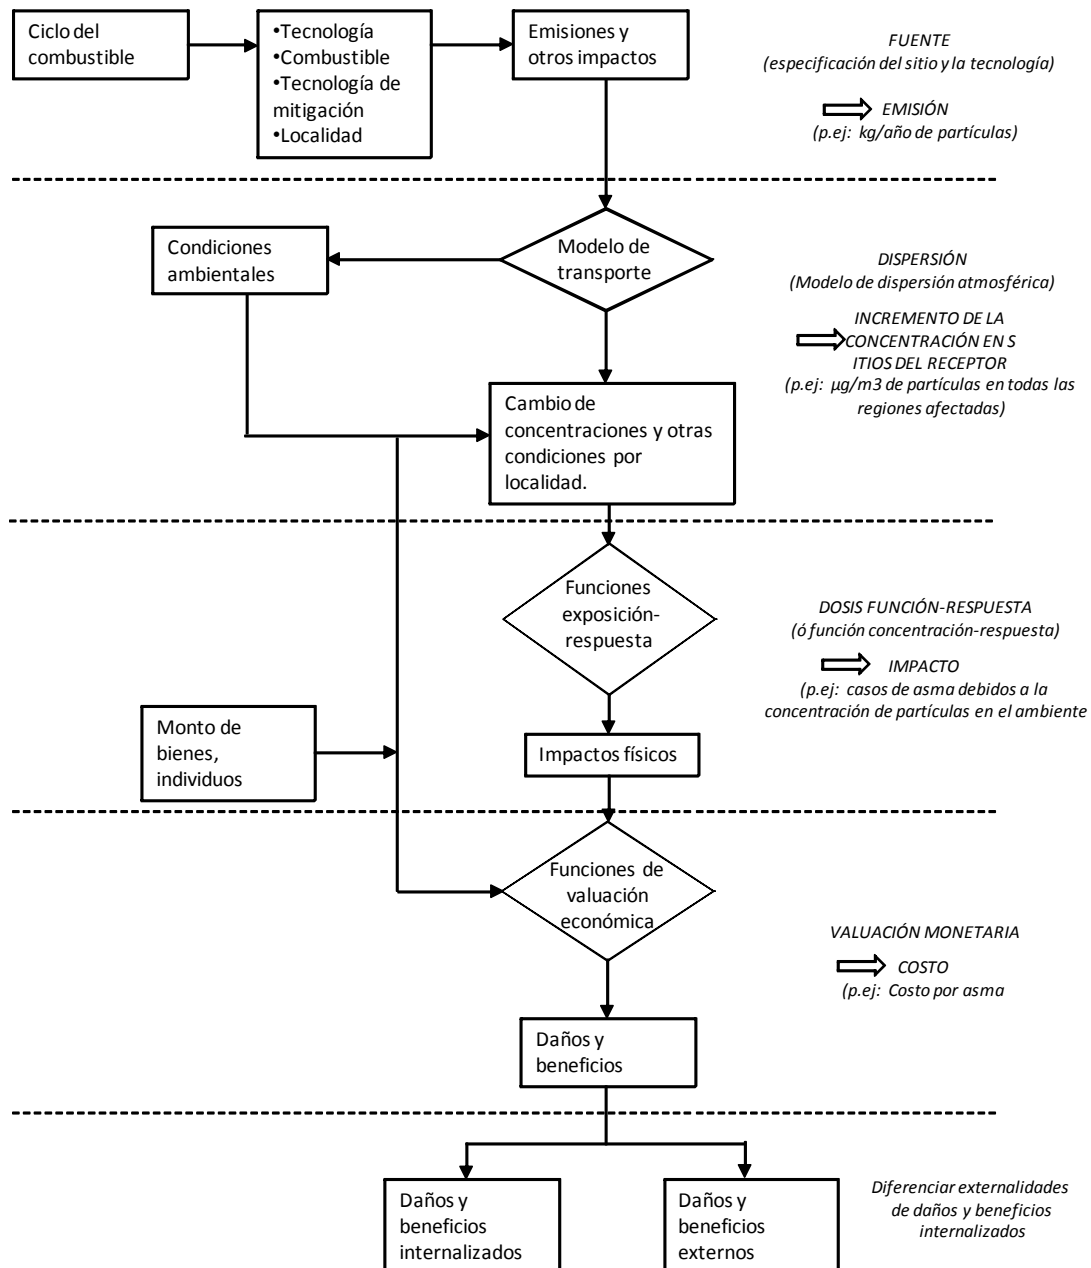 Ciclo del
combustible
•Tecnología
•Combustible
•Tecnología de
mitigación
•Localidad
Emisiones y
otros impactos
FUENTE
(especificación del sitio y la tecnología)
EMISIÓN
(p.ej: kg/año de partículas)
Condiciones
ambientales
Modelo de
transporte
DISPERSIÓN
(Modelo de dispersión atmosférica)
INCREMENTO DE LA
CONCENTRACIÓN EN S
ITIOS DEL RECEPTOR
(p.ej: µg/m3 de partículas en todas las
regiones afectadas)
Cambio de
concentraciones y otras
condiciones por
localidad.
Funciones
exposición-
respuesta
DOSIS FUNCIÓN-RESPUESTA
(ó función concentración-respuesta)
IMPACTO
(p.ej: casos de asma debidos a la
concentración de partículas en el ambiente
Monto de
bienes,
individuos
Impactos físicos
Funciones de
valuación
económica
VALUACIÓN MONETARIA
COSTO
(p.ej: Costo por asma
Daños y
beneficios
Daños y
beneficios
internalizados
Daños y
beneficios
externos
Diferenciar externalidades
de daños y beneficios
internalizados